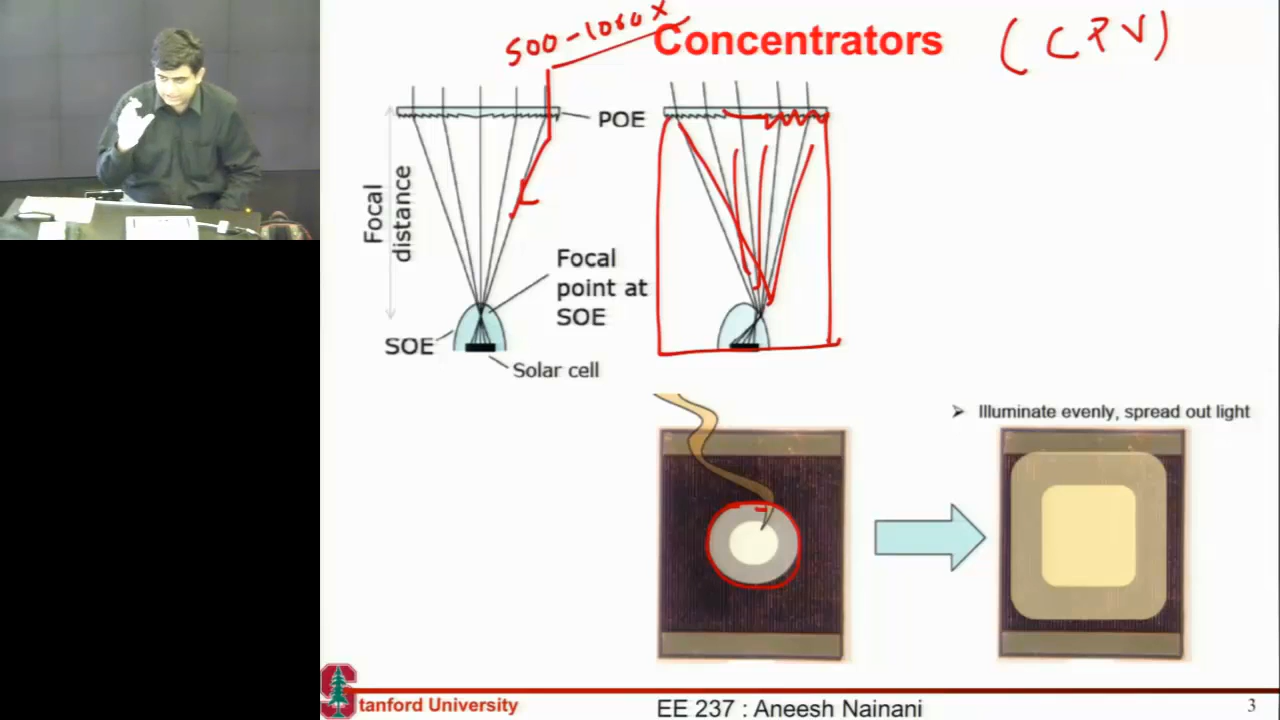 500-1000x
Concentrators
(CPV)
POE
Focal
distance
Focal
point at
SOE
SOE
Solar cell
➢ Illuminate evenly, spread out light
Stanford University
EE 237 : Aneesh Nainani
3